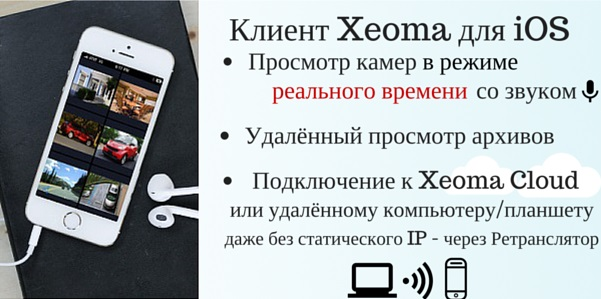 Клиент Xeoma для iOS
• Просмотр камер в режиме
реального времени со звуком
• Удалённый просмотр архивов
• Подключение к Xeoma Cloud
или удалённому компьютеру/планшету
даже без статического IP - через Ретранслятор